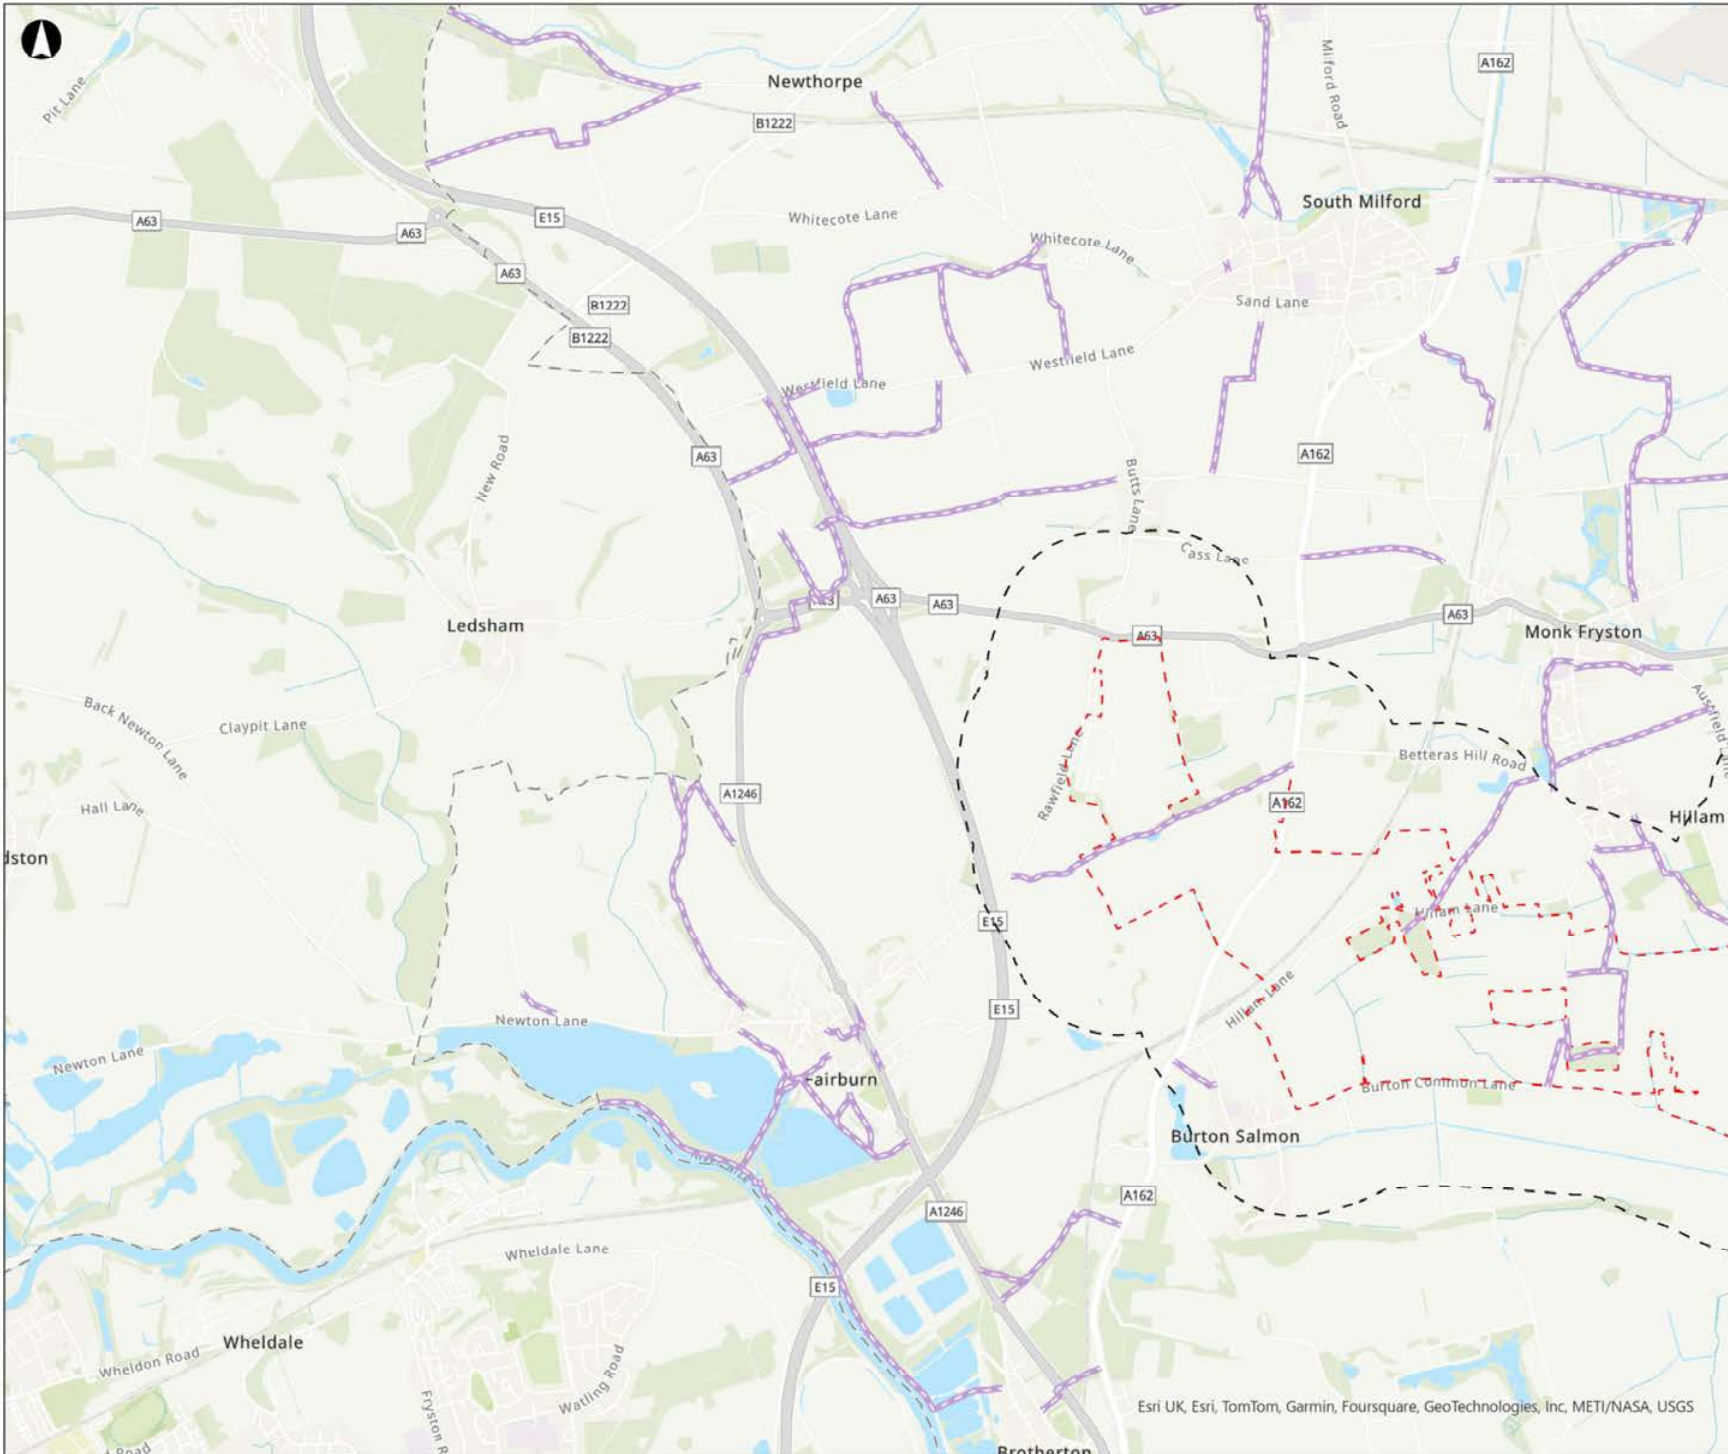 Pit Lane
Newthorpe
B1222
Milford Road
A162
A63
A63
E15
Whitecote Lane
Whitecote Lane
South Milford
A63
B1222
B1222
Sand Lane
Westfield Lane
Westfield Lane
New Road
A63
A162
Butts Lane
Cass Lane
Ledsham
A63
A63
A63
A63
A63
Monk Fryston
Back Newton Lane
Claypit Lane
Rawfield Lane
Betteras Hill Road
Hall Lane
A1246
A162
Hillam
dston
E15
Hillam Lane
Hillam Lane
E15
Newton Lane
Newton Lane
Fairburn
Burton Common Lane
Burton Salmon
A162
A1246
Wheldale Lane
E15
Wheldale
Wheldon Road
Watling Road
Fryston R
Road
Esri UK, Esri, TomTom, Garmin, Foursquare, GeoTechnologies, Inc, METI/NASA, USGS
Brotherton